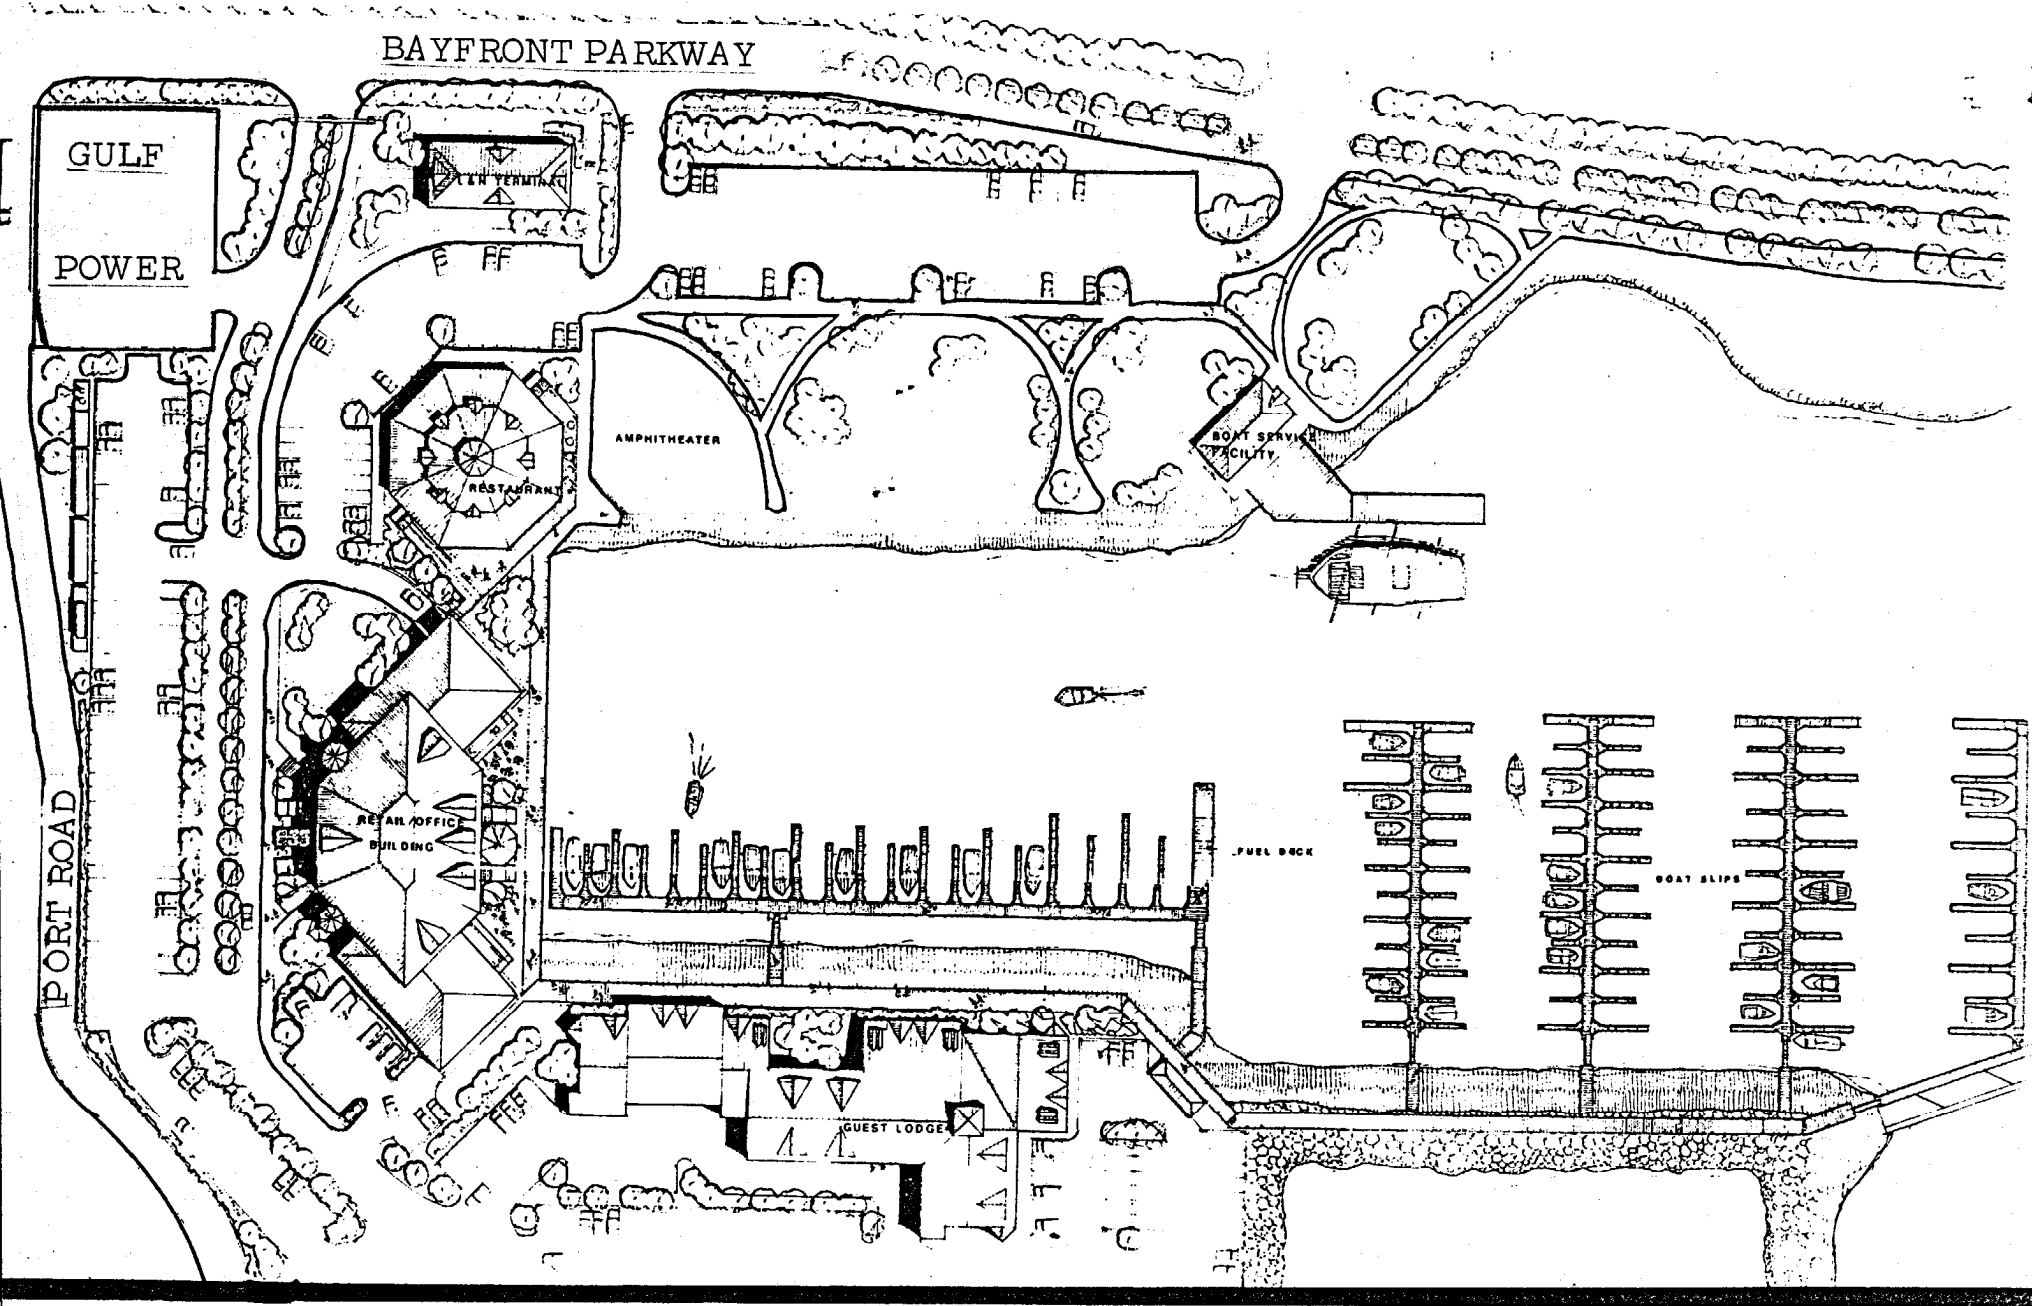 BAYFRONT PARKWAY
GULF
POWER
L&N TERMINAL
AMPHITHEATER
BOAT SERVICE
FACILITY
RESTAURANT
RETAIL/OFFICE
BUILDING
FUEL DOCK
BOAT SLIPS
PORT ROAD
GUEST LODGE